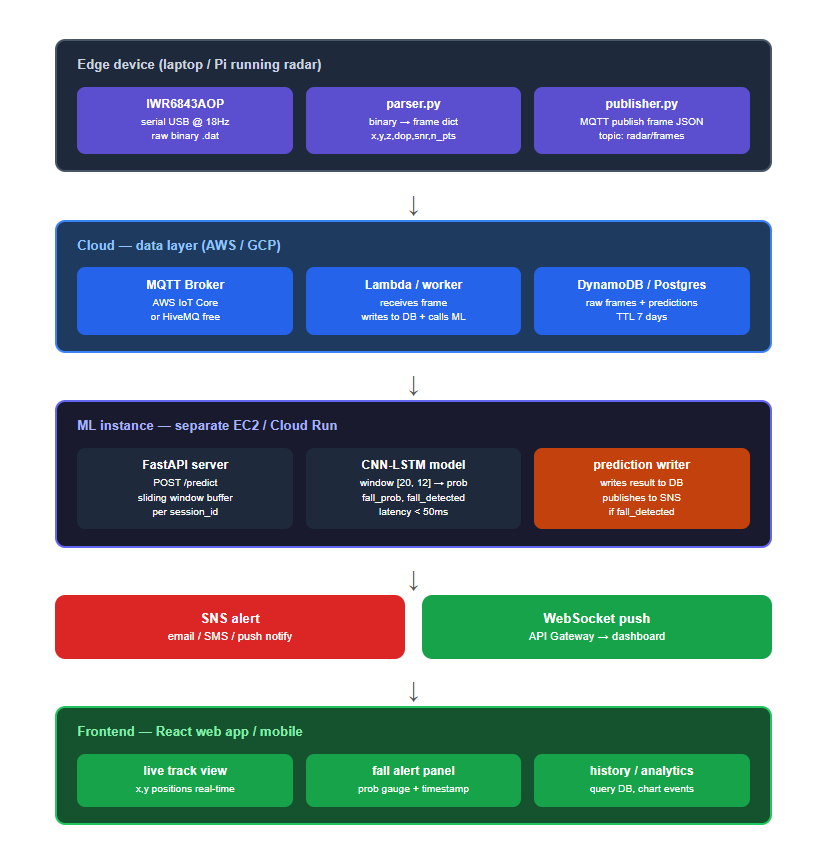 Edge device (laptop / Pi running radar)
IWR6843AOP
serial USB @ 18Hz
raw binary .dat
parser.py
binary → frame dict
x,y,z,dop,snr,n_pts
publisher.py
MQTT publish frame JSON
topic: radar/frames
↓
Cloud — data layer (AWS / GCP)
MQTT Broker
AWS IoT Core
or HiveMQ free
Lambda / worker
receives frame
writes to DB + calls ML
DynamoDB / Postgres
raw frames + predictions
TTL 7 days
↓
ML instance — separate EC2 / Cloud Run
FastAPI server
POST /predict
sliding window buffer
per session_id
CNN-LSTM model
window [20, 12] → prob
fall_prob, fall_detected
latency < 50ms
prediction writer
writes result to DB
publishes to SNS
if fall_detected
↓
SNS alert
email / SMS / push notify
WebSocket push
API Gateway → dashboard
↓
Frontend — React web app / mobile
live track view
x,y positions real-time
fall alert panel
prob gauge + timestamp
history / analytics
query DB, chart events